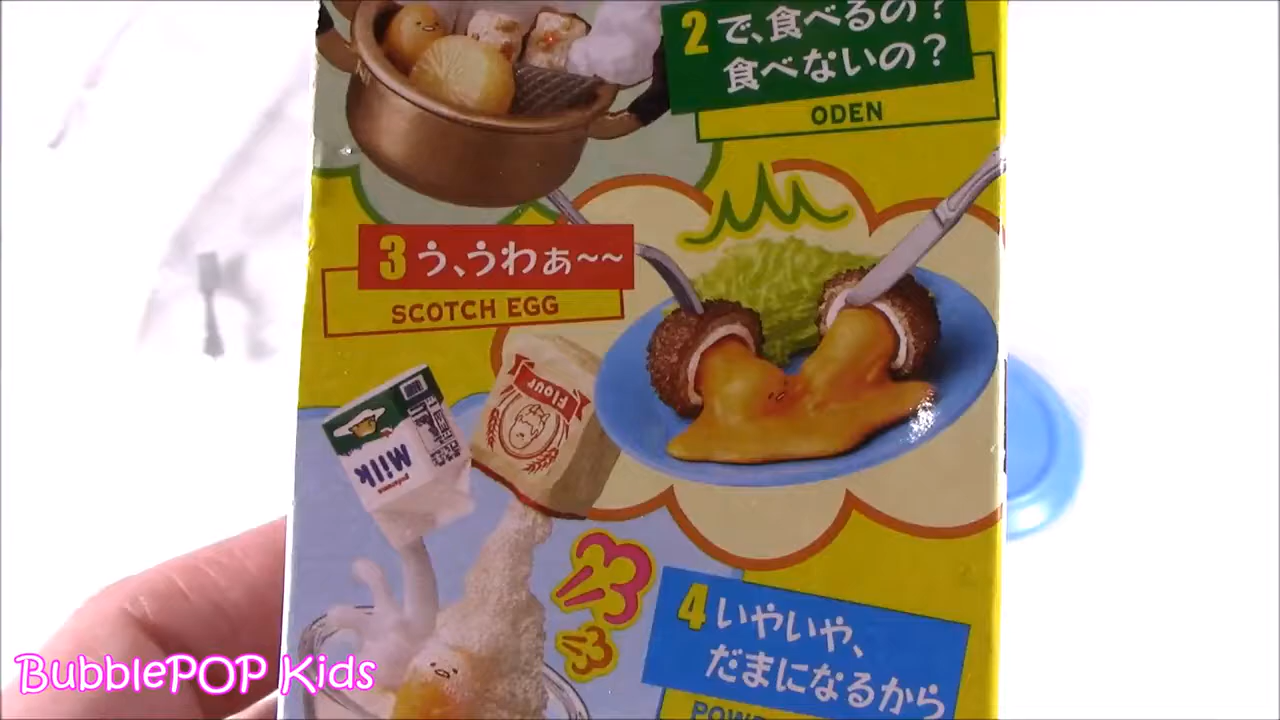 2 で、食べるの?
食べないの?
ODEN
3 う、うわぁ~~
SCOTCH EGG
Flour
Milk
4 いやいや、
だまになるから
BubblePOP Kids